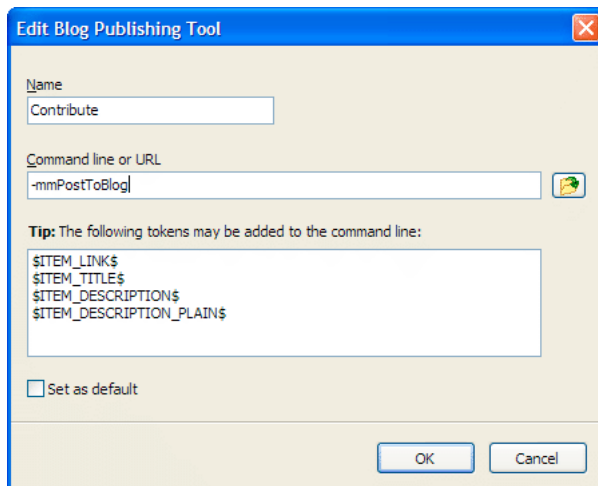 Edit Blog Publishing Tool
Name
Contribute
Command line or URL
-mmPostToBlog
Tip: The following tokens may be added to the command line:
$ITEM_LINK$
$ITEM_TITLE$
$ITEM_DESCRIPTION$
$ITEM_DESCRIPTION_PLAIN$
Set as default
OK Cancel